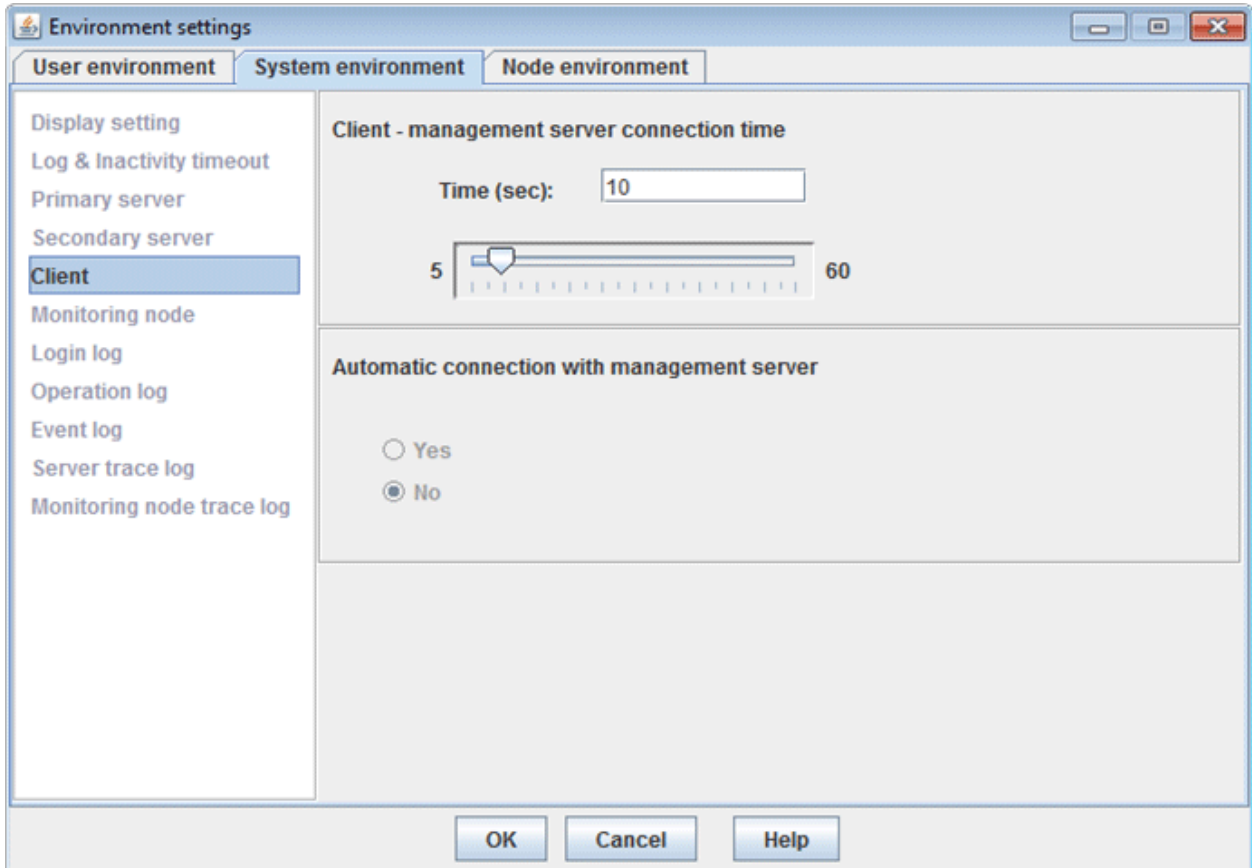 Environment settings
User environment System environment Node environment
Display setting
Log & Inactivity timeout
Primary server
Secondary server
Client
Monitoring node
Login log
Operation log
Event log
Server trace log
Monitoring node trace log
Client - management server connection time
Time (sec): 10
5 60
Automatic connection with management server
Yes
No
OK Cancel Help